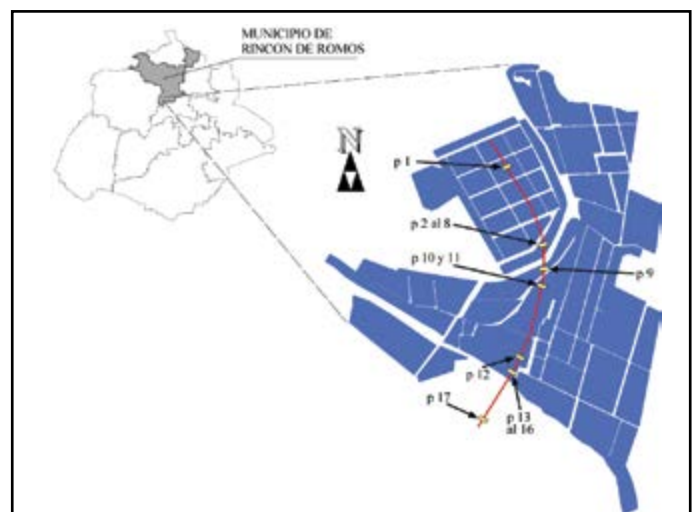 MUNICIPIO DE
RINCON DE ROMOS
N
p 1
p 2 al 8
p 10 y 11
p 9
p 12
p 17
p 13
al 16